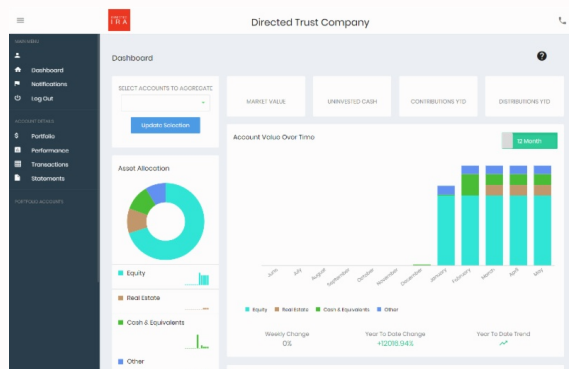 DIRECTED
IRA
Directed Trust Company
MAIN MENU
Dashboard
Notifications
Log Out
ACCOUNT DETAILS
Portfolio
Performance
Transactions
Statements
PORTFOLIO ACCOUNTS
Dashboard
SELECT ACCOUNTS TO AGGREGATE
Update Selection
MARKET VALUE
UNINVESTED CASH
CONTRIBUTIONS YTD
DISTRIBUTIONS YTD
Asset Allocation
Equity
Real Estate
Cash & Equivalents
Other
Account Value Over Time
12 Month
June July August September October November December January February March April May
Equity Real Estate Cash & Equivalents Other
Weekly Change
0%
Year To Date Change
+12016.94%
Year To Date Trend